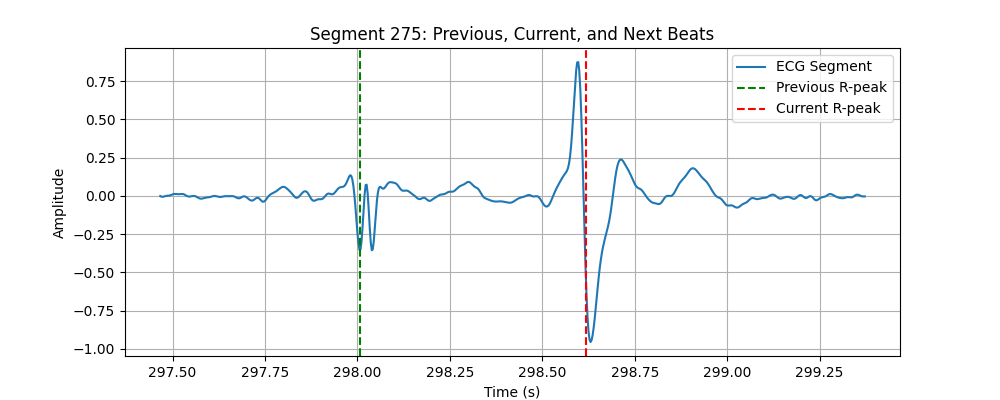 Segment 275: Previous, Current, and Next Beats
ECG Segment
Previous R-peak
Current R-peak
Amplitude
0.75
0.50
0.25
0.00
−0.25
−0.50
−0.75
−1.00
297.50 297.75 298.00 298.25 298.50 298.75 299.00 299.25
Time (s)